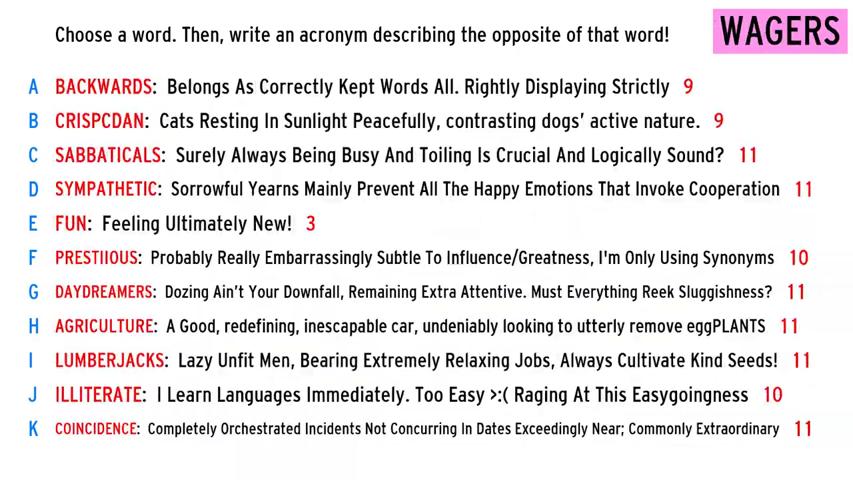 Choose a word. Then, write an acronym describing the opposite of that word!
WAGERS
A BACKWARDS: Belongs As Correctly Kept Words All. Rightly Displaying Strictly 9
B CRISPCDAN: Cats Resting In Sunlight Peacefully, contrasting dogs' active nature. 9
C SABBATICALS: Surely Always Being Busy And Toiling Is Crucial And Logically Sound? 11
D SYMPATHETIC: Sorrowful Yearns Mainly Prevent All The Happy Emotions That Invoke Cooperation 11
E FUN: Feeling Ultimately New! 3
F PRESTIIOUS: Probably Really Embarrassingly Subtle To Influence/Greatness, I'm Only Using Synonyms 10
G DAYDREAMERS: Dozing Ain't Your Downfall, Remaining Extra Attentive. Must Everything Reek Sluggishness? 11
H AGRICULTURE: A Good, redefining, inescapable car, undeniably looking to utterly remove eggPLANTS 11
I LUMBERJACKS: Lazy Unfit Men, Bearing Extremely Relaxing Jobs, Always Cultivate Kind Seeds! 11
J ILLITERATE: I Learn Languages Immediately. Too Easy >:( Raging At This Easygoingness 10
K COINCIDENCE: Completely Orchestrated Incidents Not Concurring In Dates Exceedingly Near; Commonly Extraordinary 11